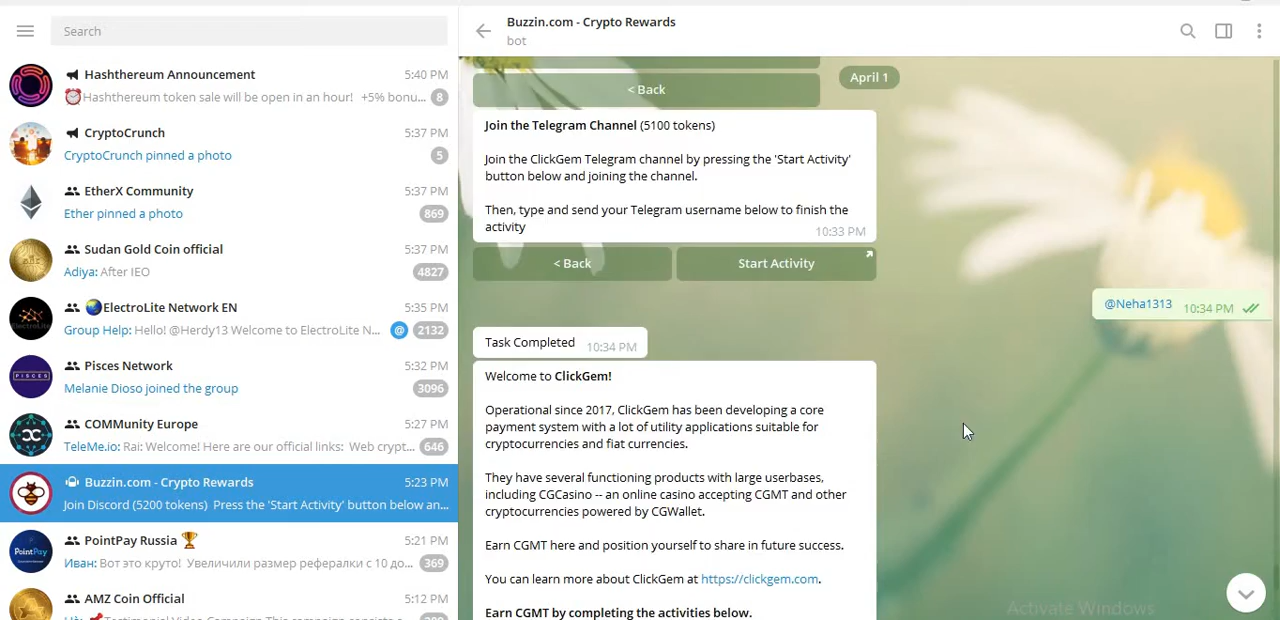 Search
Hashthereum Announcement 5:40 PM
⏰Hashthereum token sale will be open in an hour! +5% bonu... 8
CryptoCrunch 5:37 PM
CryptoCrunch pinned a photo 5
EtherX Community 5:37 PM
Ether pinned a photo 869
Sudan Gold Coin official 5:37 PM
Adiya: After IEO 4827
ElectroLite Network EN 5:35 PM
Group Help: Hello! @Herdy13 Welcome to ElectroLite N... @ 2132
PISCES
Pisces Network 5:32 PM
Melanie Dioso joined the group 3096
COMMunity Europe 5:27 PM
TeleMe.io: Rai: Welcome! Here are our official links: Web crypt... 646
Buzzin.com - Crypto Rewards 5:23 PM
Join Discord (5200 tokens) Press the 'Start Activity' button below an...
PointPay
PointPay Russia 🏆 5:21 PM
Иван: Вот это круто! Увеличили размер рефералки с 10 до... 369
AMZ Coin Official 5:12 PM
Buzzin.com - Crypto Rewards
bot
April 1
< Back
Join the Telegram Channel (5100 tokens)
Join the ClickGem Telegram channel by pressing the 'Start Activity'
button below and joining the channel.
Then, type and send your Telegram username below to finish the
activity
10:33 PM
< Back Start Activity
@Neha1313 10:34 PM
Task Completed 10:34 PM
Welcome to ClickGem!
Operational since 2017, ClickGem has been developing a core
payment system with a lot of utility applications suitable for
cryptocurrencies and fiat currencies.
They have several functioning products with large userbases,
including CGCasino -- an online casino accepting CGMT and other
cryptocurrencies powered by CGWallet.
Earn CGMT here and position yourself to share in future success.
You can learn more about ClickGem at https://clickgem.com.
Earn CGMT by completing the activities below.
Activate Windows